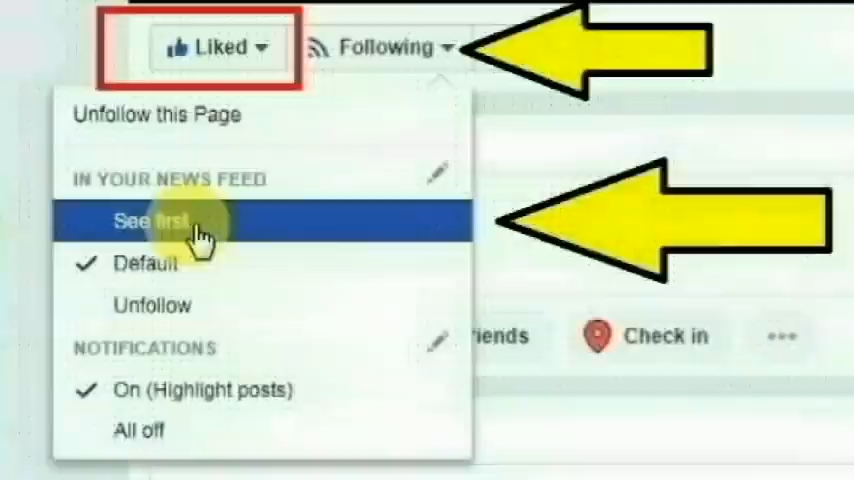 Liked
Following
Unfollow this Page
IN YOUR NEWS FEED
See first
Default
Unfollow
riends
Check in
NOTIFICATIONS
On (Highlight posts)
All off